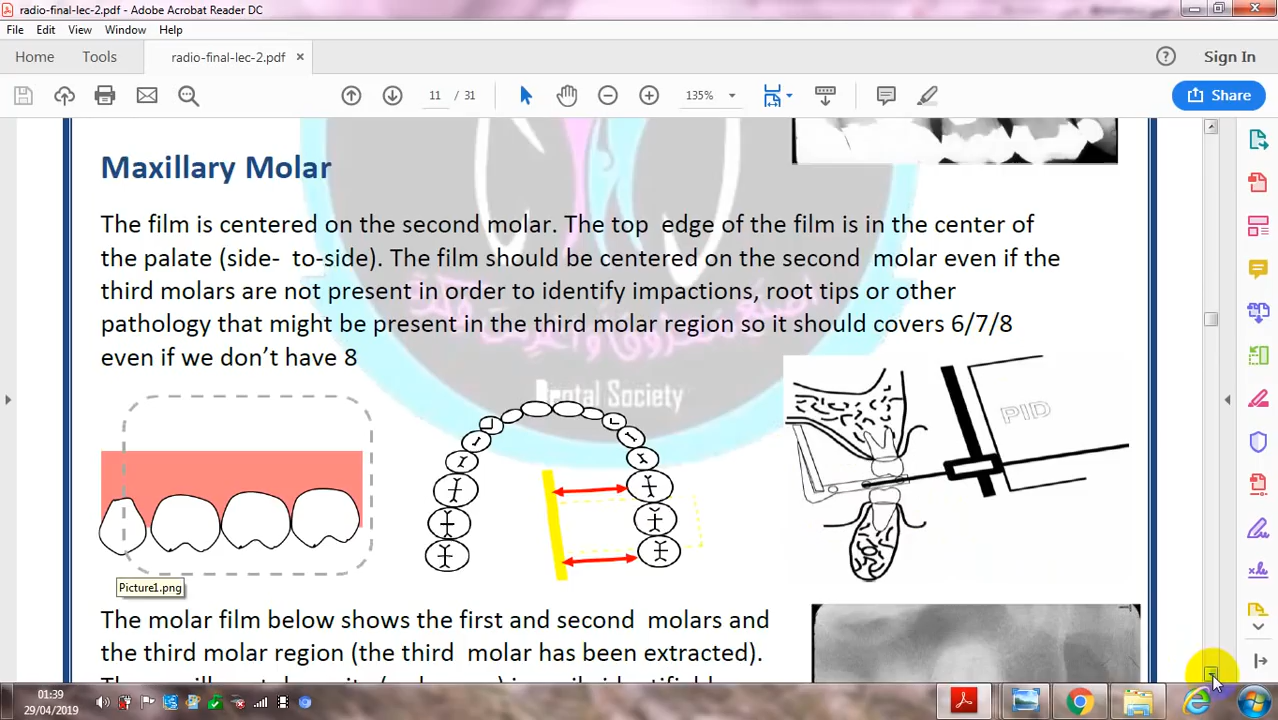 radio-final-lec-2.pdf - Adobe Acrobat Reader DC
File Edit View Window Help
Home Tools radio-final-lec-2.pdf × Sign In
11 / 31 135% Share
Maxillary Molar
The film is centered on the second molar. The top edge of the film is in the center of
the palate (side- to-side). The film should be centered on the second molar even if the
third molars are not present in order to identify impactions, root tips or other
pathology that might be present in the third molar region so it should covers 6/7/8
even if we don't have 8
Dental Society
PID
Picture1.png
The molar film below shows the first and second molars and
the third molar region (the third molar has been extracted).
01:39
29/04/2019